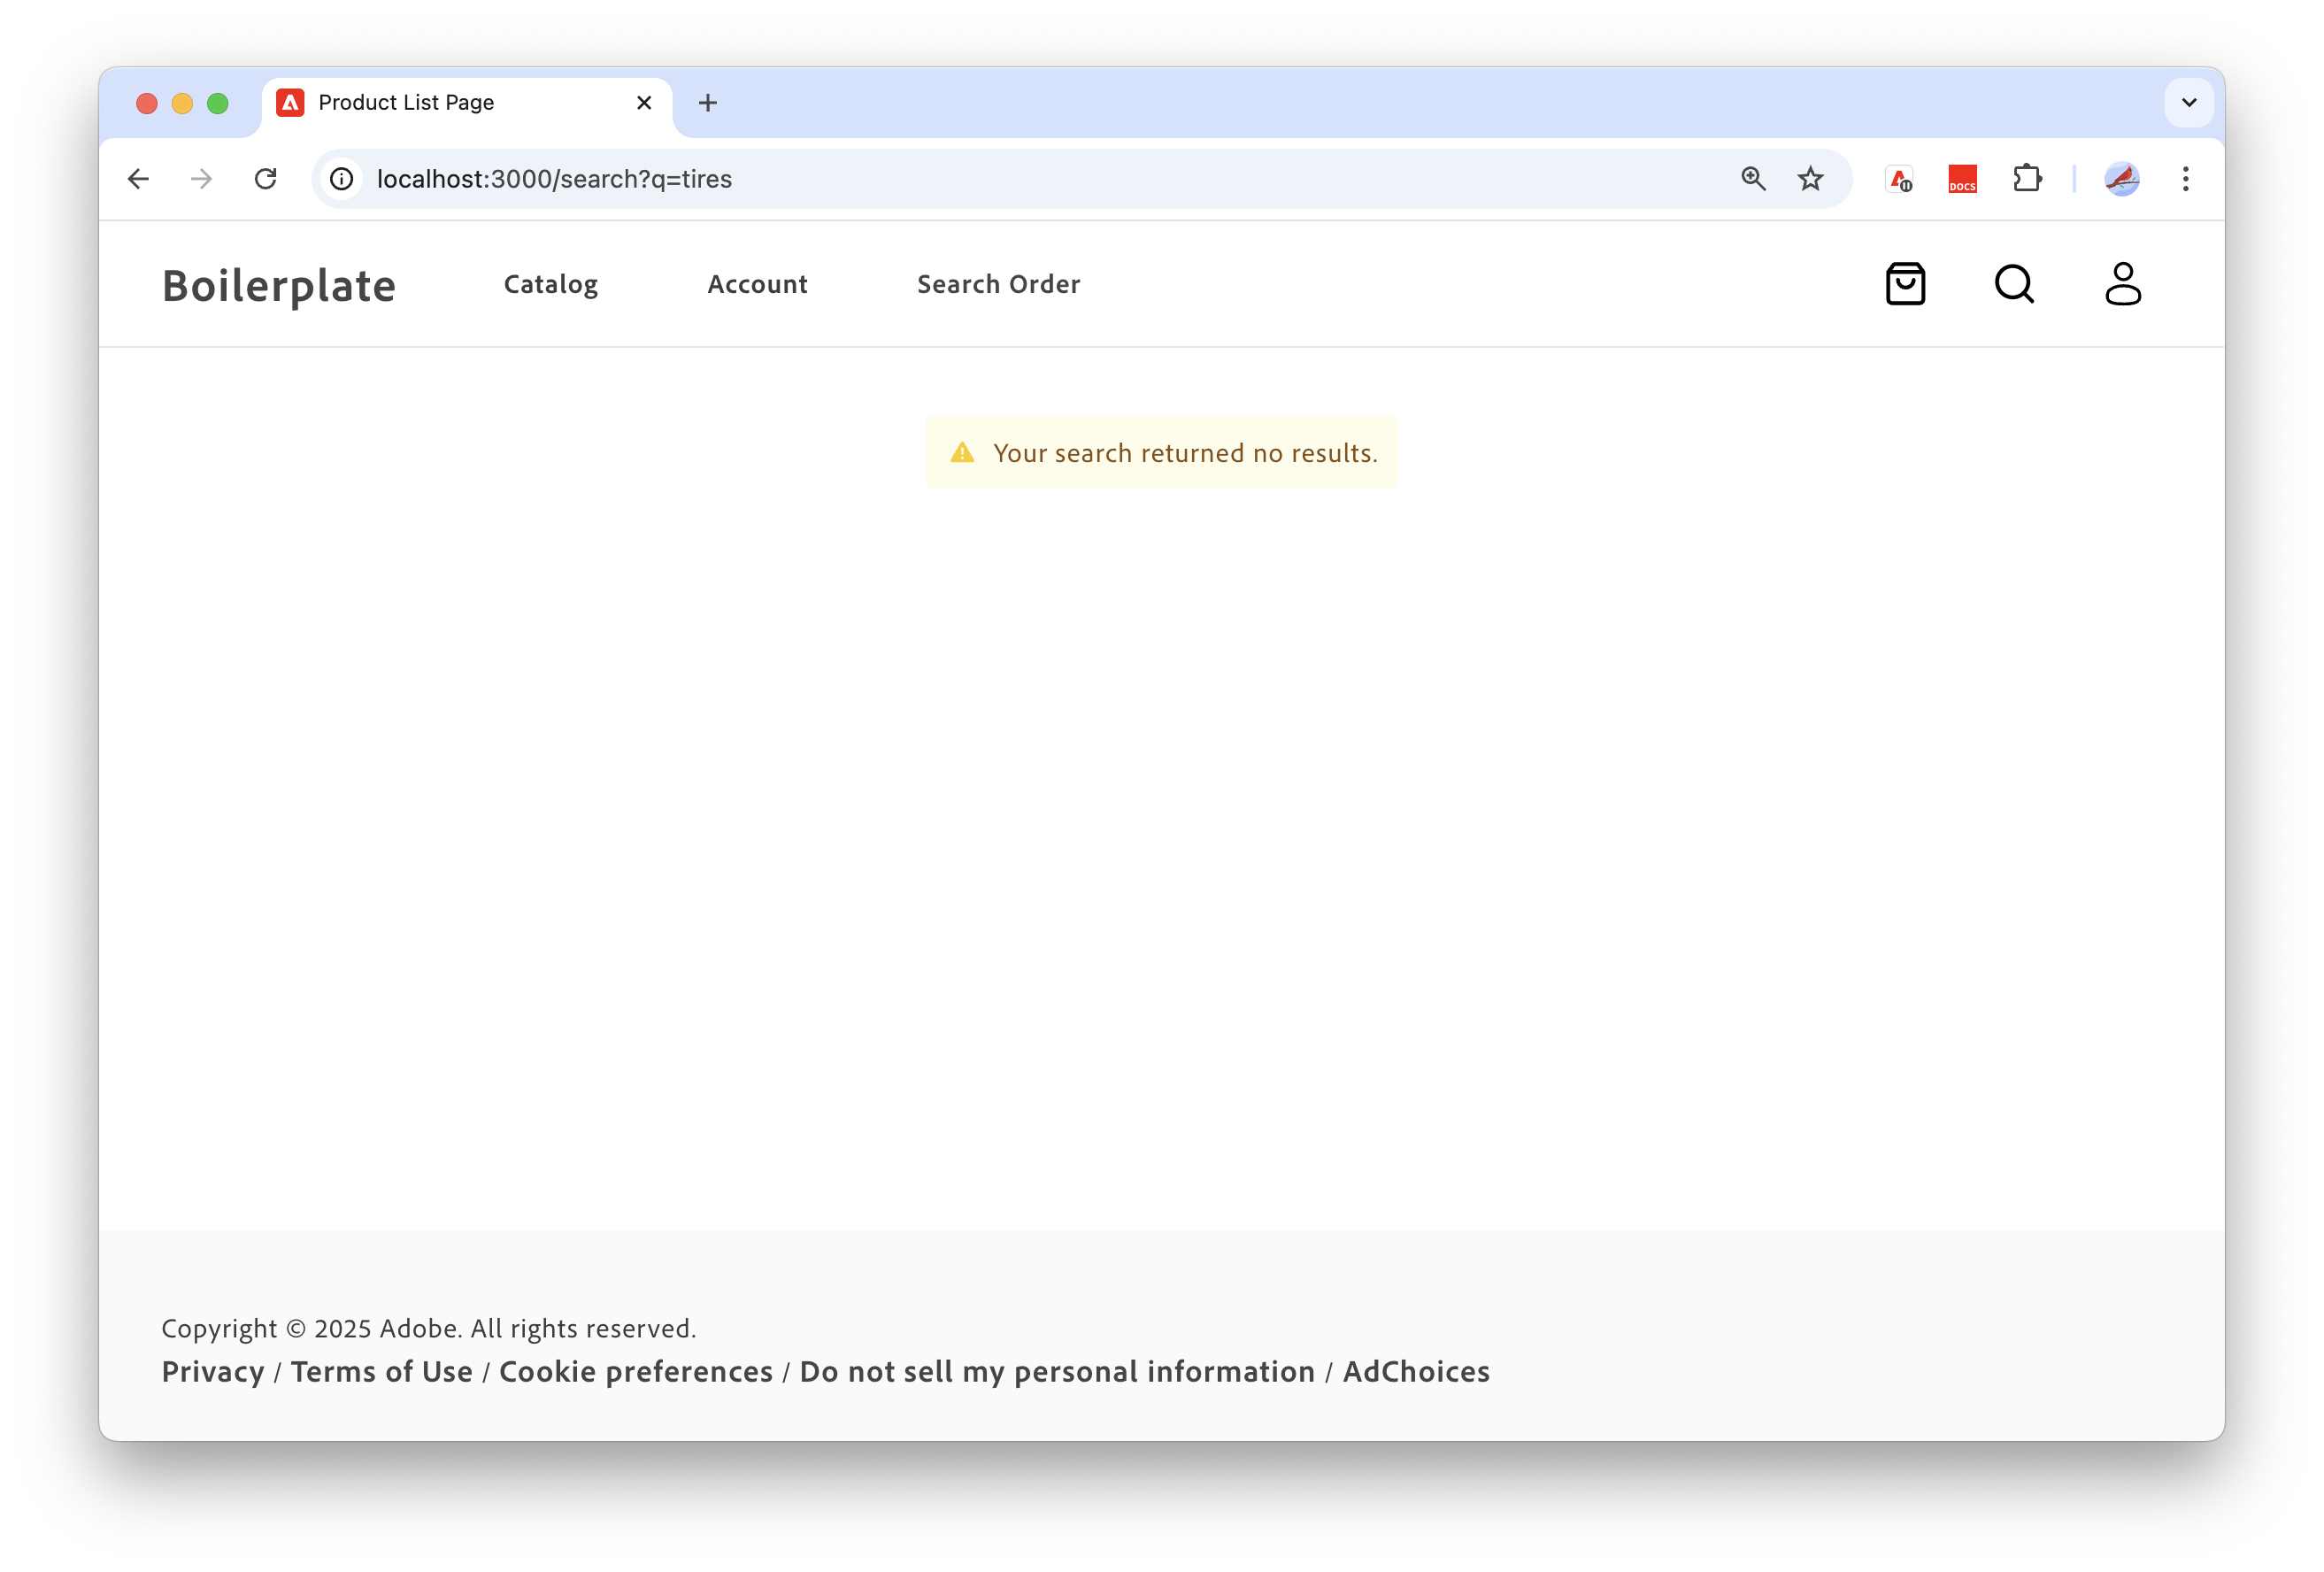 Product List Page
localhost:3000/search?q=tires
DOCS
Boilerplate Catalog Account Search Order
Your search returned no results.
Copyright © 2025 Adobe. All rights reserved.
Privacy / Terms of Use / Cookie preferences / Do not sell my personal information / AdChoices